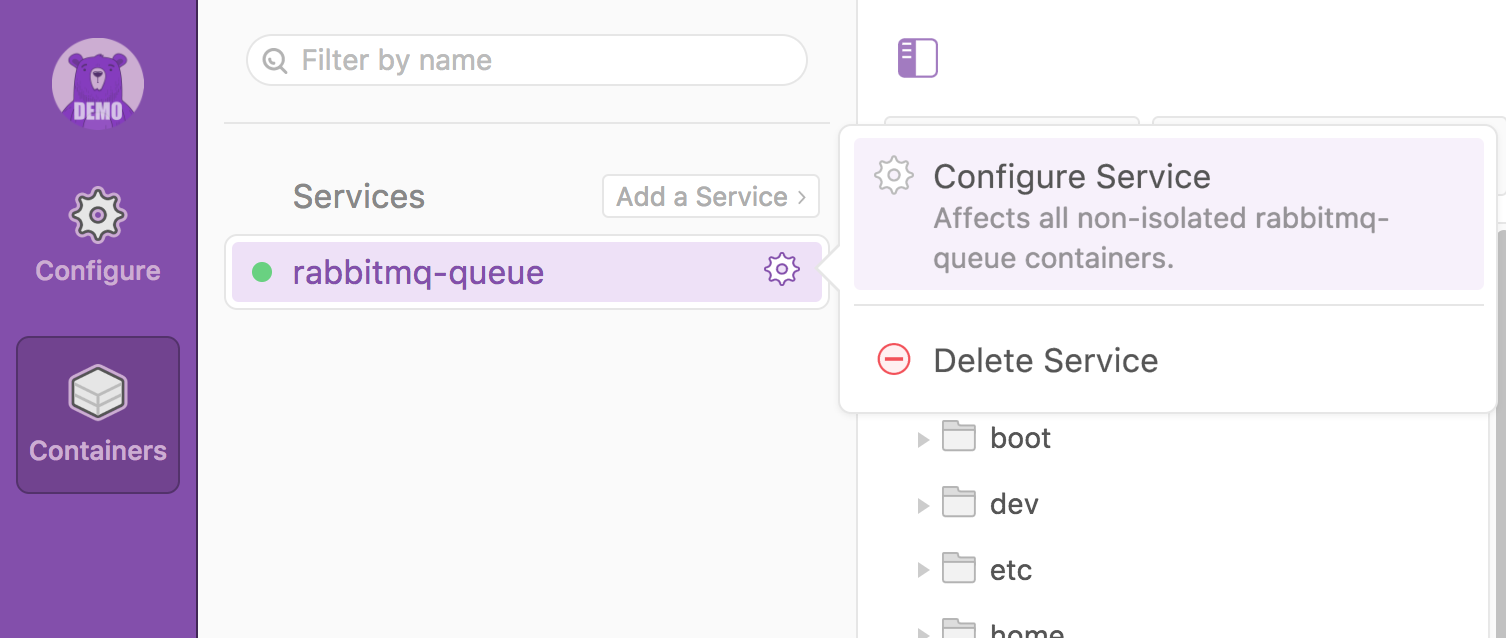 DEMO
Configure
Containers
Filter by name
Services
Add a Service ›
rabbitmq-queue
Configure Service
Affects all non-isolated rabbitmq-
queue containers.
Delete Service
boot
dev
etc
home